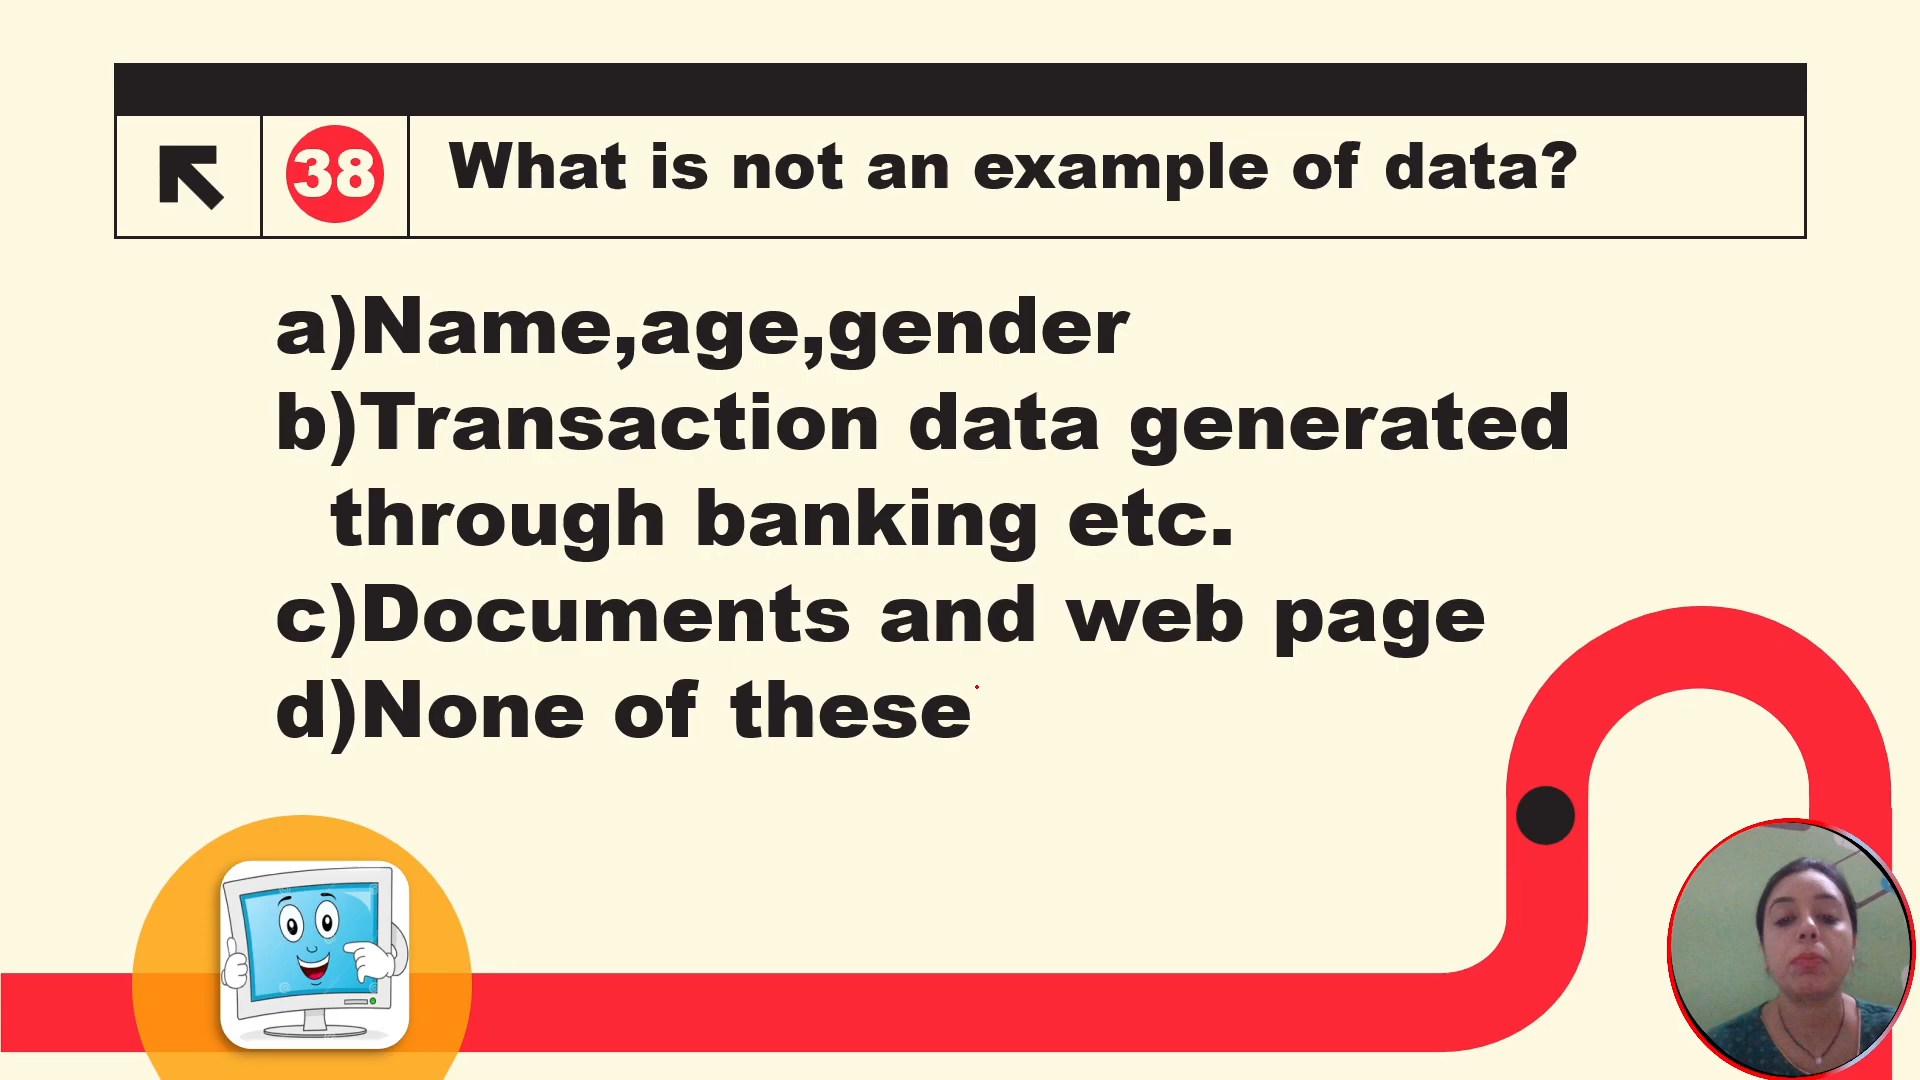 38 What is not an example of data?
a)Name,age,gender
b)Transaction data generated
through banking etc.
c)Documents and web page
d)None of these